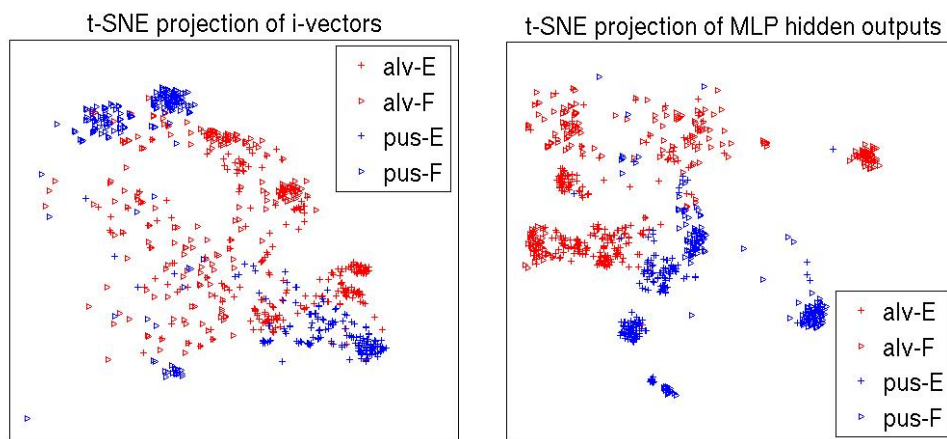 t-SNE projection of i-vectors
alv-E
alv-F
pus-E
pus-F
t-SNE projection of MLP hidden outputs
alv-E
alv-F
pus-E
pus-F